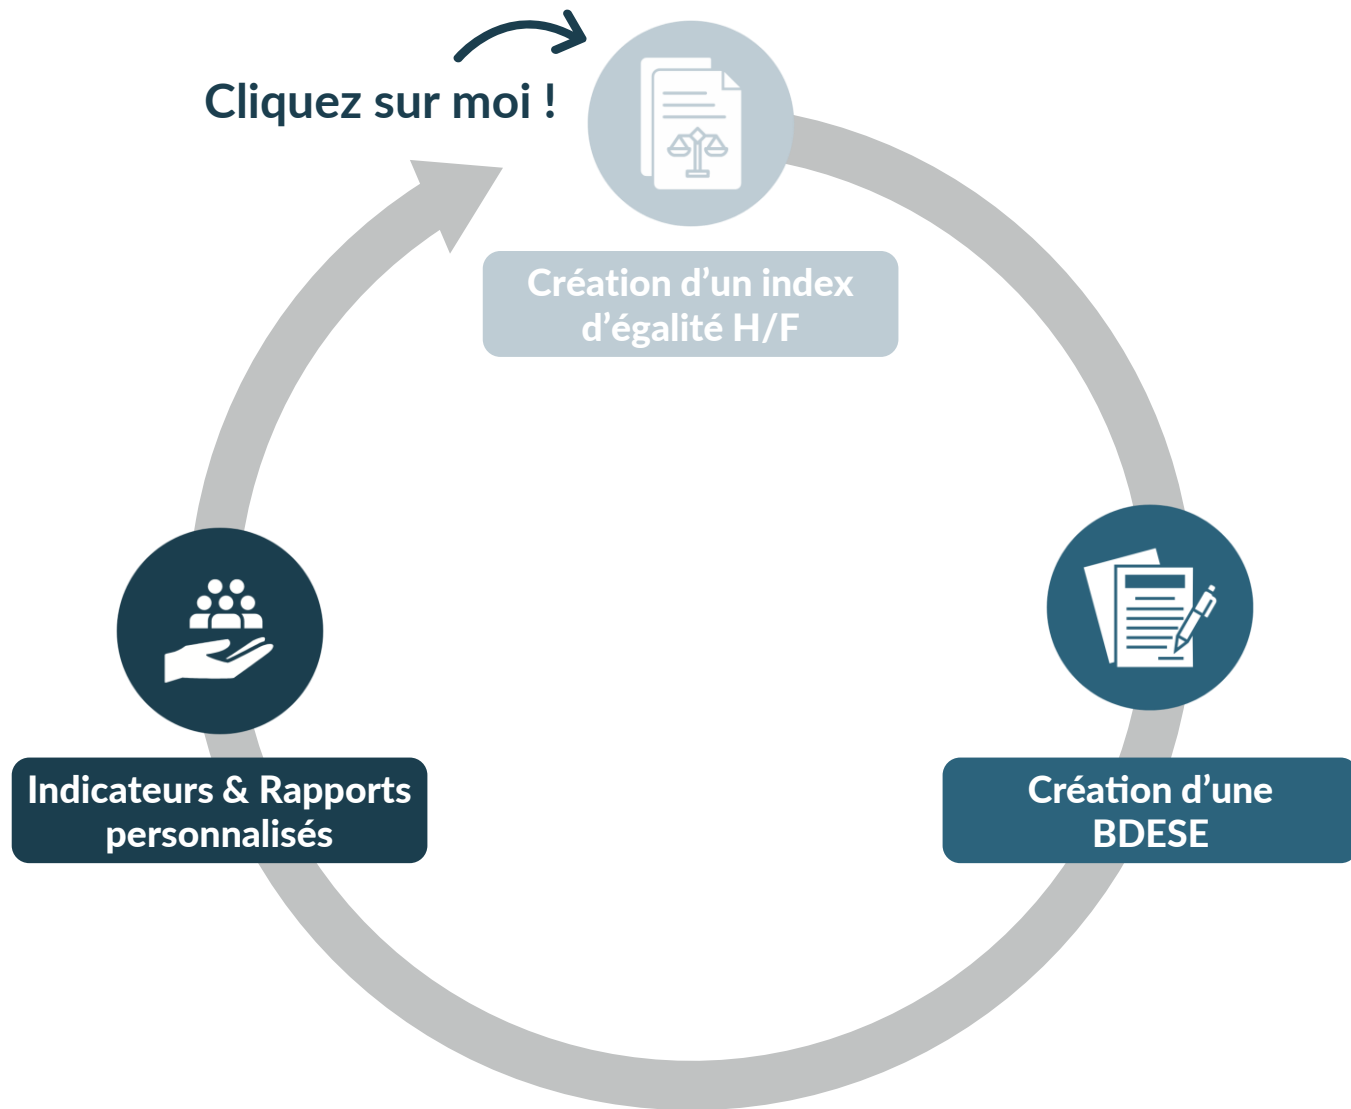 Cliquez sur moi !
Création d’un index
d’égalité H/F
Indicateurs & Rapports
personnalisés
Création d’une
BDESE